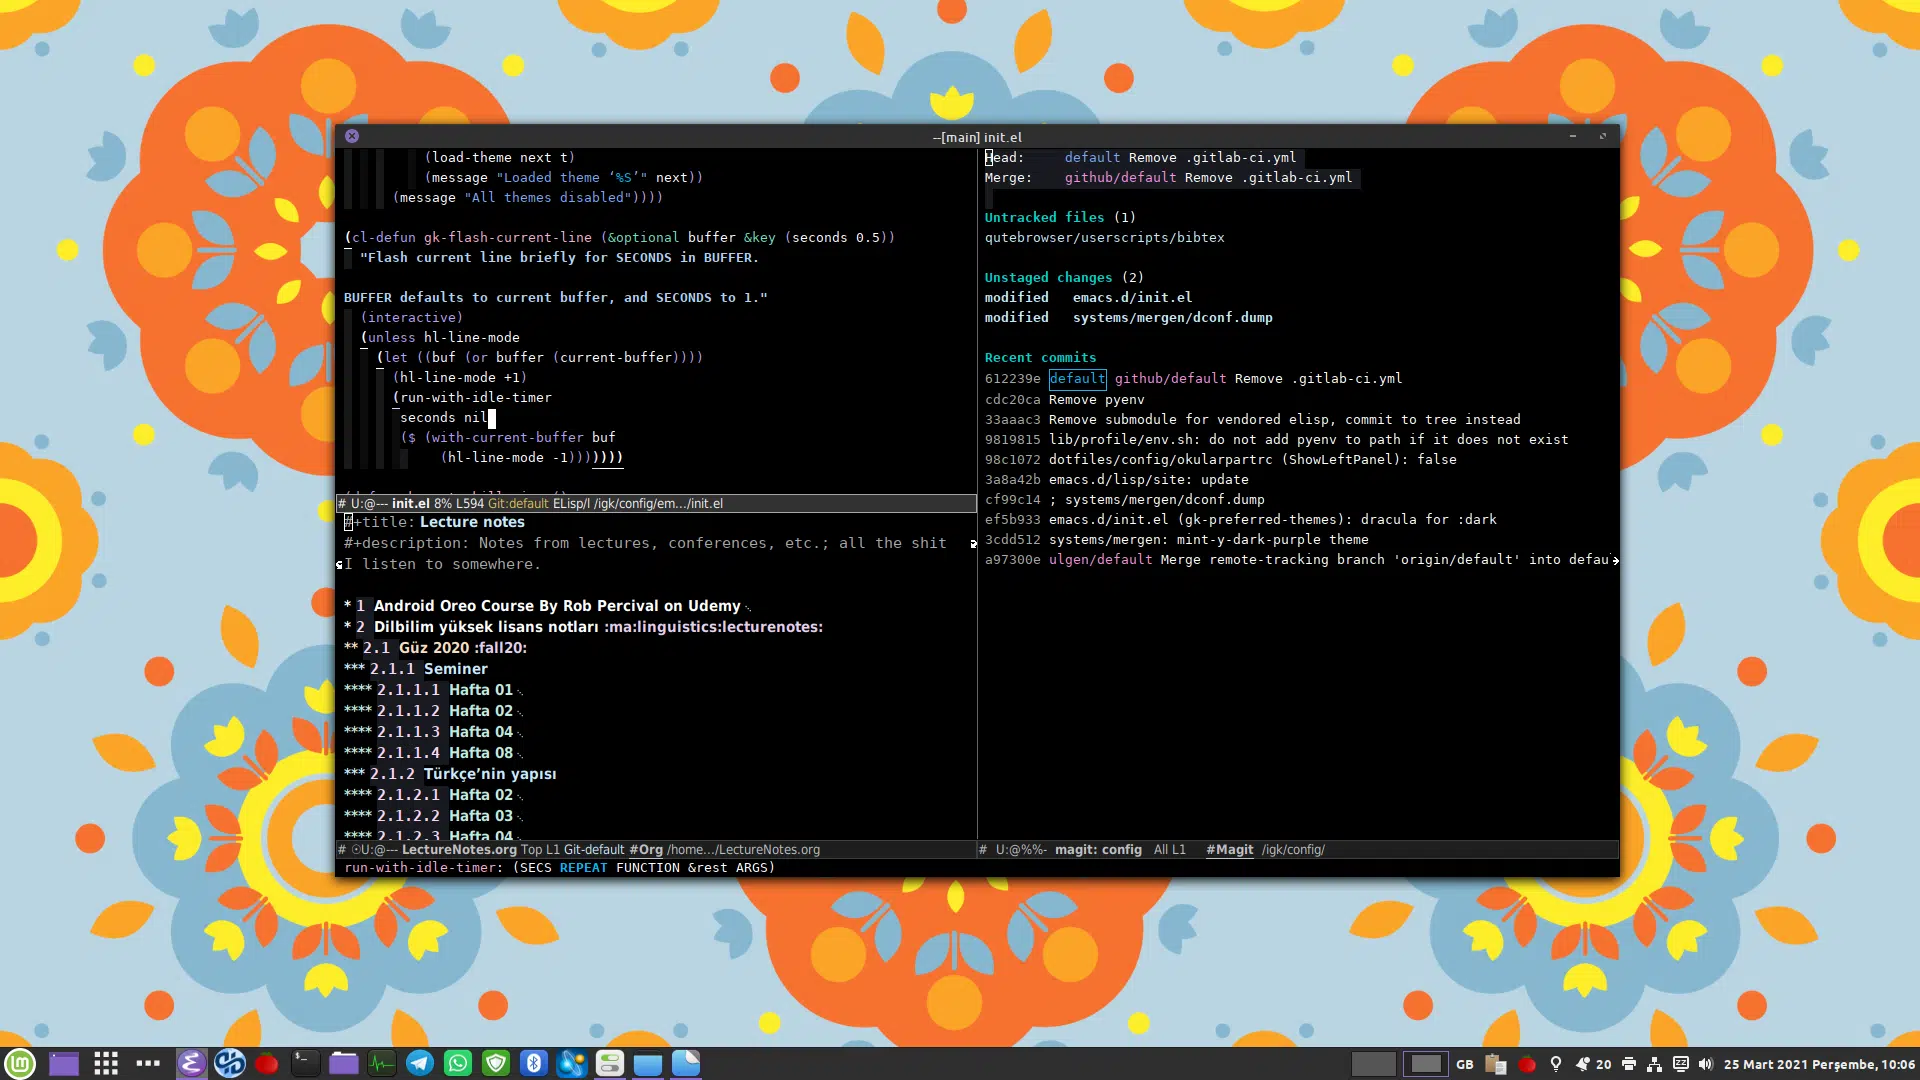 --[main] init.el
(load-theme next t)
(message "Loaded theme ‘%S’" next))
(message "All themes disabled"))))
(cl-defun gk-flash-current-line (&optional buffer &key (seconds 0.5))
"Flash current line briefly for SECONDS in BUFFER.
BUFFER defaults to current buffer, and SECONDS to 1."
(interactive)
(unless hl-line-mode
(let ((buf (or buffer (current-buffer))))
(hl-line-mode +1)
(run-with-idle-timer
seconds nil
($ (with-current-buffer buf
(hl-line-mode -1)))))))
# U:@--- init.el 8% L594 Git:default ELisp/l /igk/config/em…/init.el
#+title: Lecture notes
#+description: Notes from lectures, conferences, etc.; all the shit
I listen to somewhere.
* 1 Android Oreo Course By Rob Percival on Udemy
* 2 Dilbilim yüksek lisans notları :ma:linguistics:lecturenotes:
** 2.1 Güz 2020 :fall20:
*** 2.1.1 Seminer
**** 2.1.1.1 Hafta 01
**** 2.1.1.2 Hafta 02
**** 2.1.1.3 Hafta 04
**** 2.1.1.4 Hafta 08
*** 2.1.2 Türkçe’nin yapısı
**** 2.1.2.1 Hafta 02
**** 2.1.2.2 Hafta 03
**** 2.1.2.3 Hafta 04
# ☉U:@--- LectureNotes.org Top L1 Git-default #Org /home…/LectureNotes.org
run-with-idle-timer: (SECS REPEAT FUNCTION &rest ARGS)
Head: default Remove .gitlab-ci.yml
Merge: github/default Remove .gitlab-ci.yml
Untracked files (1)
qutebrowser/userscripts/bibtex
Unstaged changes (2)
modified emacs.d/init.el
modified systems/mergen/dconf.dump
Recent commits
612239e default github/default Remove .gitlab-ci.yml
cdc20ca Remove pyenv
33aaac3 Remove submodule for vendored elisp, commit to tree instead
9819815 lib/profile/env.sh: do not add pyenv to path if it does not exist
98c1072 dotfiles/config/okularpartrc (ShowLeftPanel): false
3a8a42b emacs.d/lisp/site: update
cf99c14 ; systems/mergen/dconf.dump
ef5b933 emacs.d/init.el (gk-preferred-themes): dracula for :dark
3cdd512 systems/mergen: mint-y-dark-purple theme
a97300e ulgen/default Merge remote-tracking branch 'origin/default' into defau
# U:@%%- magit: config All L1 #Magit /igk/config/
GB 20 25 Mart 2021 Perşembe, 10:06